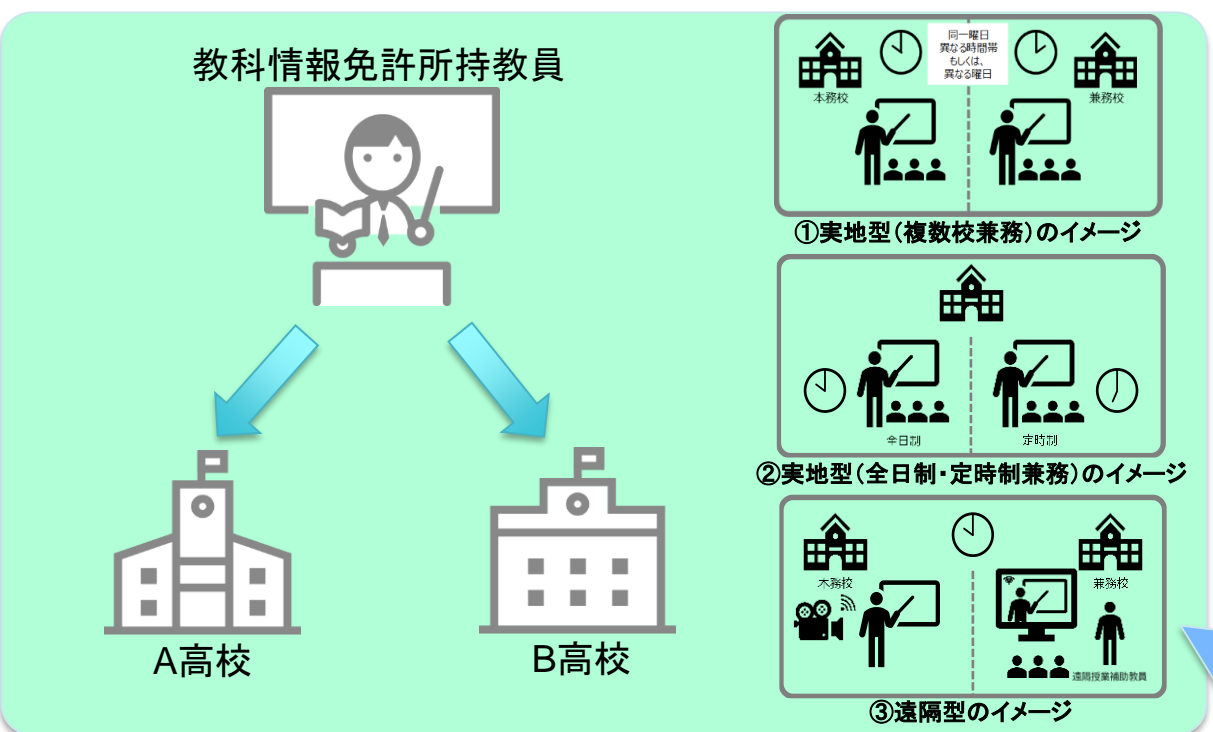 教科情報免許所持教員
A高校
B高校
同一曜日
異なる時間帯
もしくは、
異なる曜日
本務校
兼務校
①実地型(複数校兼務)のイメージ
全日制
定時制
②実地型(全日制・定時制兼務)のイメージ
本務校
兼務校
遠隔授業補助教員
③遠隔型のイメージ